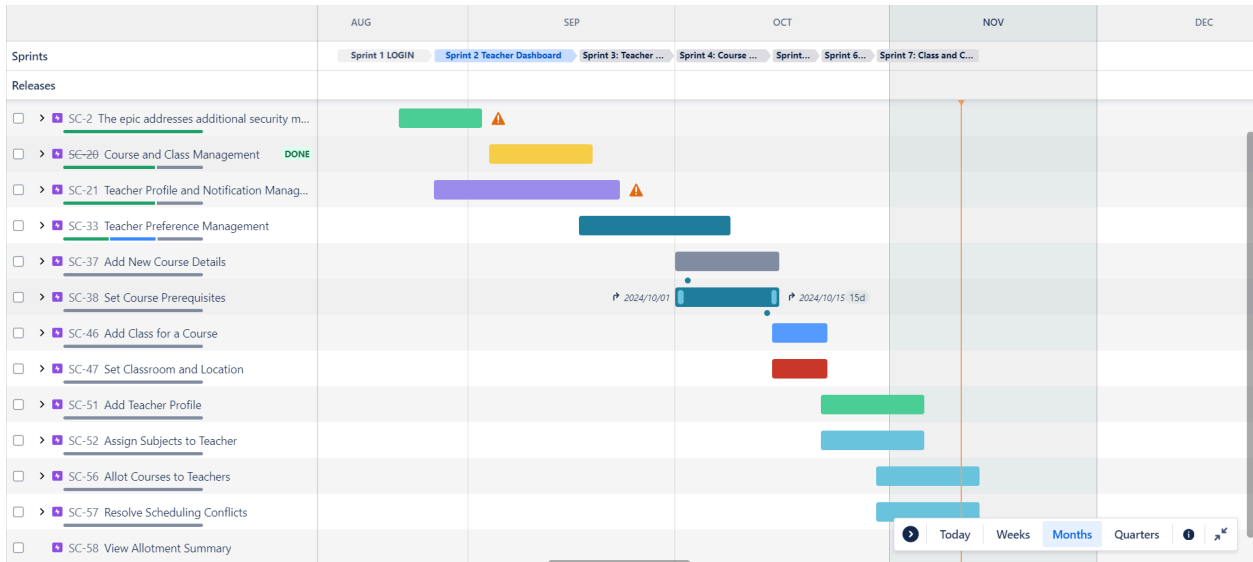 AUG SEP OCT NOV DEC
Sprints Sprint 1 LOGIN Sprint 2 Teacher Dashboard Sprint 3: Teacher ... Sprint 4: Course ... Sprint... Sprint 6... Sprint 7: Class and C...
Releases
SC-2 The epic addresses additional security m...
SC-20 Course and Class Management DONE
SC-21 Teacher Profile and Notification Manag...
SC-33 Teacher Preference Management
SC-37 Add New Course Details
SC-38 Set Course Prerequisites 2024/10/01 2024/10/15 15d
SC-46 Add Class for a Course
SC-47 Set Classroom and Location
SC-51 Add Teacher Profile
SC-52 Assign Subjects to Teacher
SC-56 Allot Courses to Teachers
SC-57 Resolve Scheduling Conflicts
Today Weeks Months Quarters
SC-58 View Allotment Summary